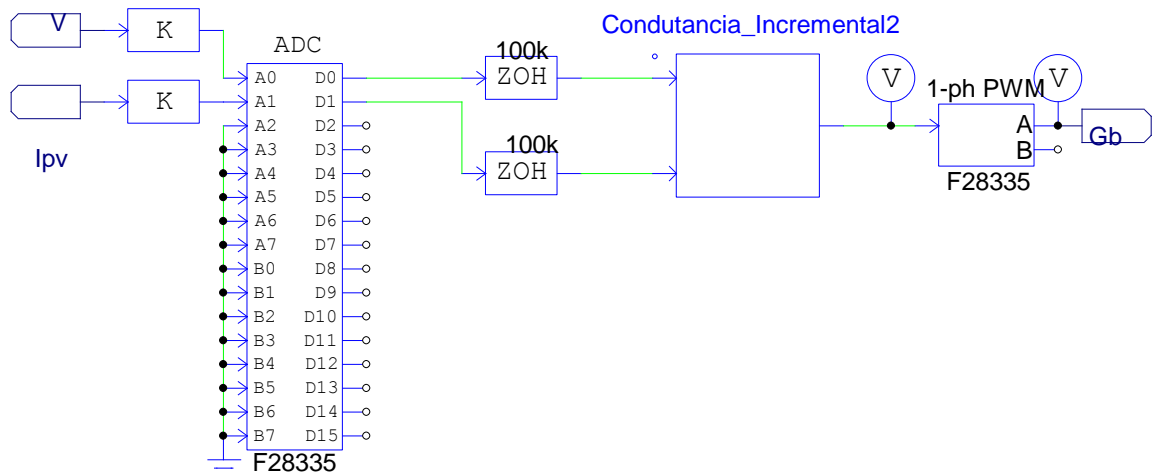 V
K
Ipv
K
ADC
A0 D0
A1 D1
A2 D2
A3 D3
A4 D4
A5 D5
A6 D6
A7 D7
B0 D8
B1 D9
B2 D10
B3 D11
B4 D12
B5 D13
B6 D14
B7 D15
F28335
100k
ZOH
100k
ZOH
Condutancia_Incremental2
V
V
1-ph PWM
A
B
F28335
Gb